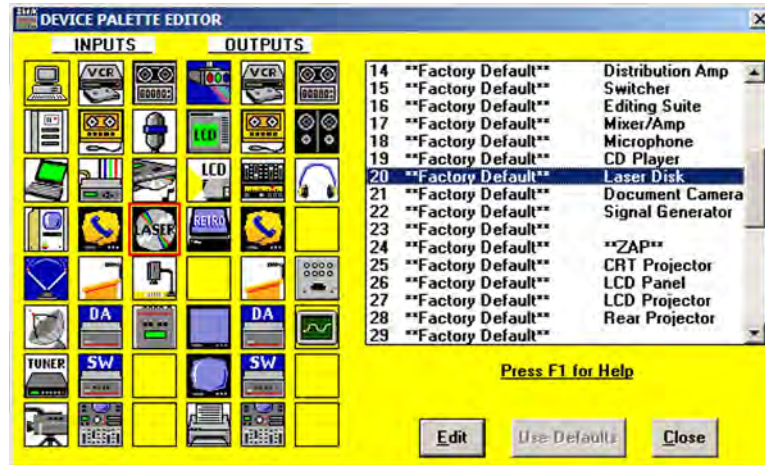 DEVICE PALETTE EDITOR
INPUTS OUTPUTS
VCR VCR
LCD
LCD
LASER RETRO
DA DA
TUNER SW SW
14 **Factory Default** Distribution Amp
15 **Factory Default** Switcher
16 **Factory Default** Editing Suite
17 **Factory Default** Mixer/Amp
18 **Factory Default** Microphone
19 **Factory Default** CD Player
20 **Factory Default** Laser Disk
21 **Factory Default** Document Camera
22 **Factory Default** Signal Generator
23 **Factory Default**
24 **Factory Default** **ZAP**
25 **Factory Default** CRT Projector
26 **Factory Default** LCD Panel
27 **Factory Default** LCD Projector
28 **Factory Default** Rear Projector
29 **Factory Default**
Press F1 for Help
Edit Use Defaults Close